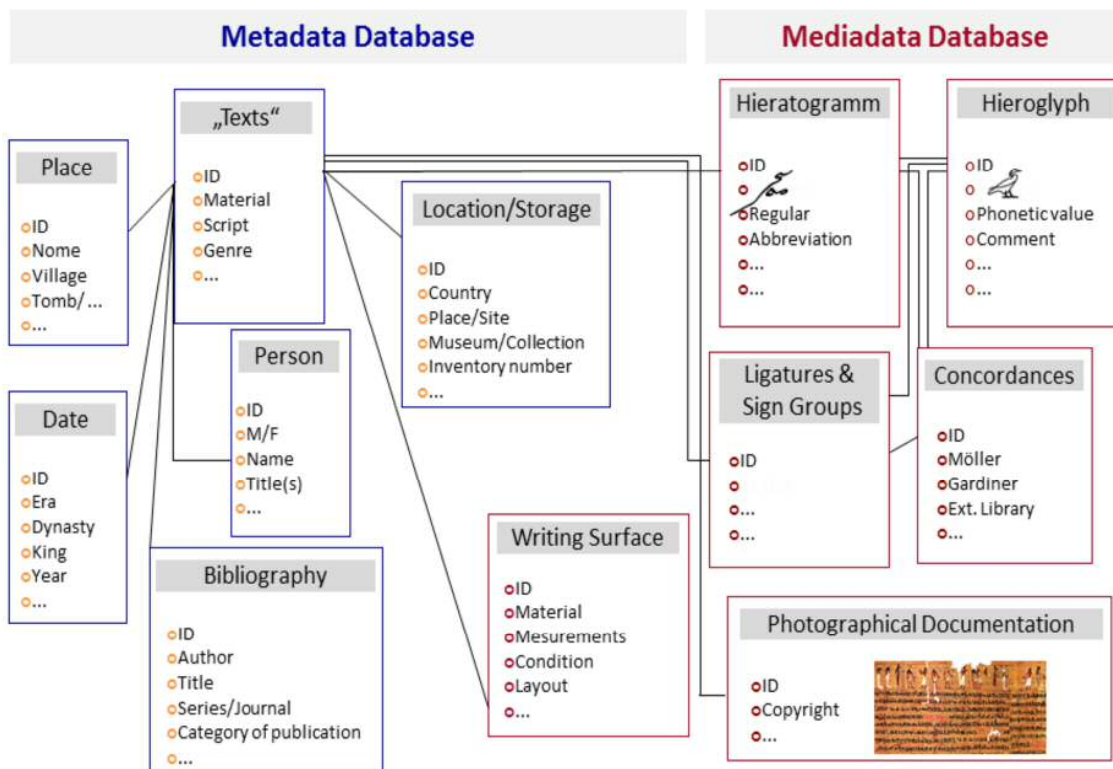 Metadata Database
Mediadata Database
„Texts“
ID
Material
Script
Genre
...
Place
ID
Nome
Village
Tomb/ ...
...
Date
ID
Era
Dynasty
King
Year
...
Person
ID
M/F
Name
Title(s)
...
Bibliography
ID
Author
Title
Series/Journal
Category of publication
...
Location/Storage
ID
Country
Place/Site
Museum/Collection
Inventory number
...
Writing Surface
ID
Material
Mesurements
Condition
Layout
...
Hieratogramm
ID
Regular
Abbreviation
...
...
Hieroglyph
ID
Phonetic value
Comment
...
...
Ligatures &
Sign Groups
ID
...
...
Concordances
ID
Möller
Gardiner
Ext. Library
...
Photographical Documentation
ID
Copyright
...